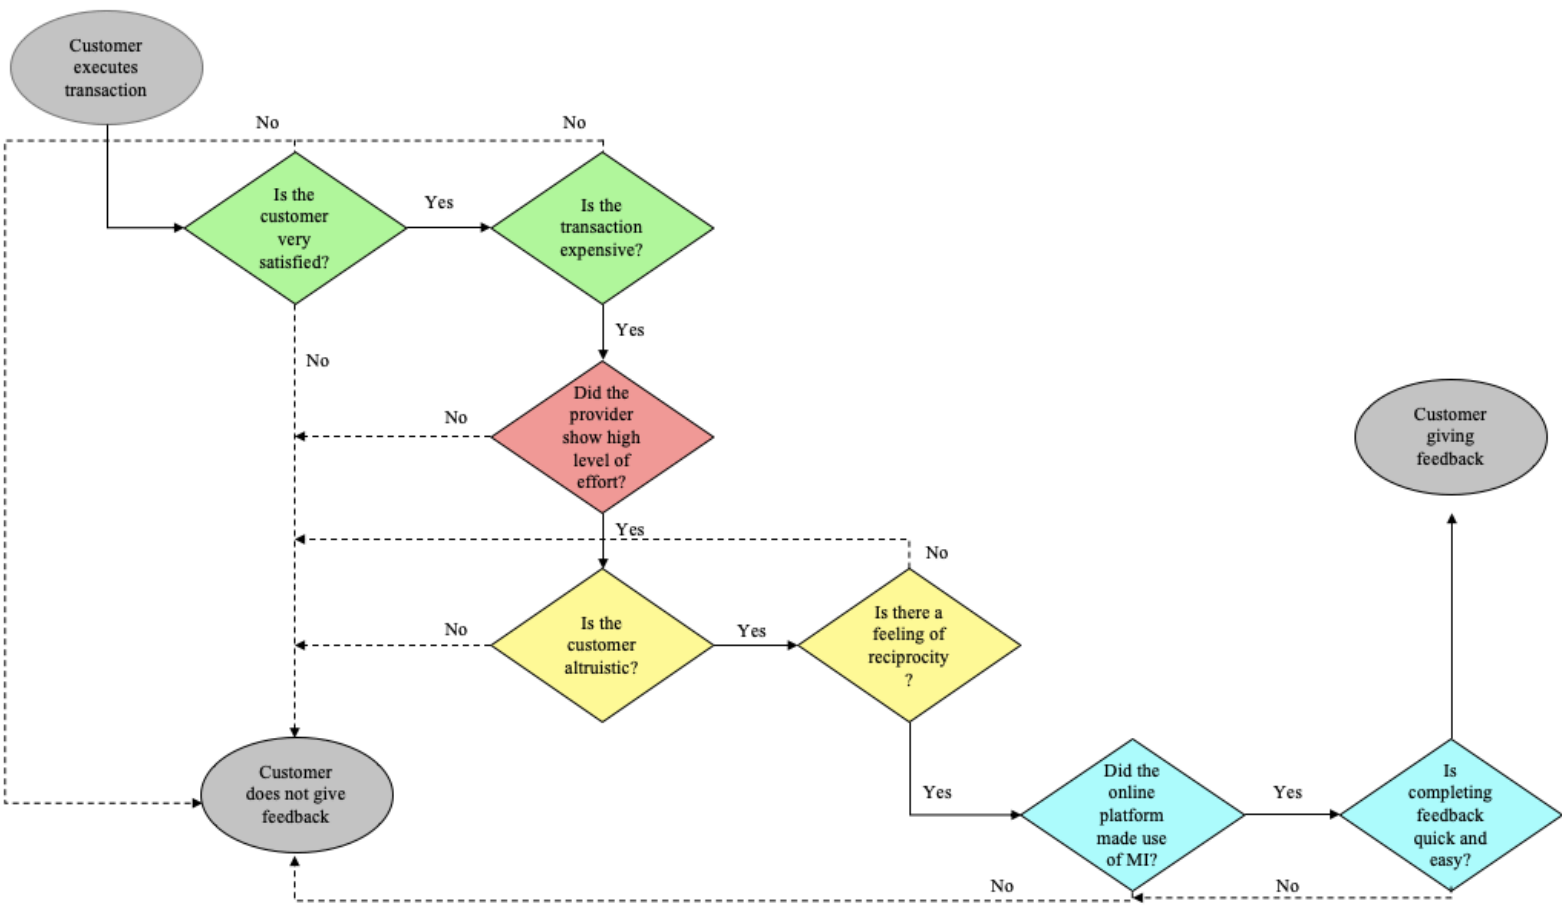 Customer
executes
transaction
No
No
Is the
customer
very
satisfied?
Yes
Is the
transaction
expensive?
Yes
No
Did the
provider
show high
level of
effort?
No
Customer
giving
feedback
Yes
No
Is the
customer
altruistic?
No
Yes
Is there a
feeling of
reciprocity
?
Customer
does not give
feedback
Yes
Did the
online
platform
made use
of MI?
Yes
Is
completing
feedback
quick and
easy?
No
No